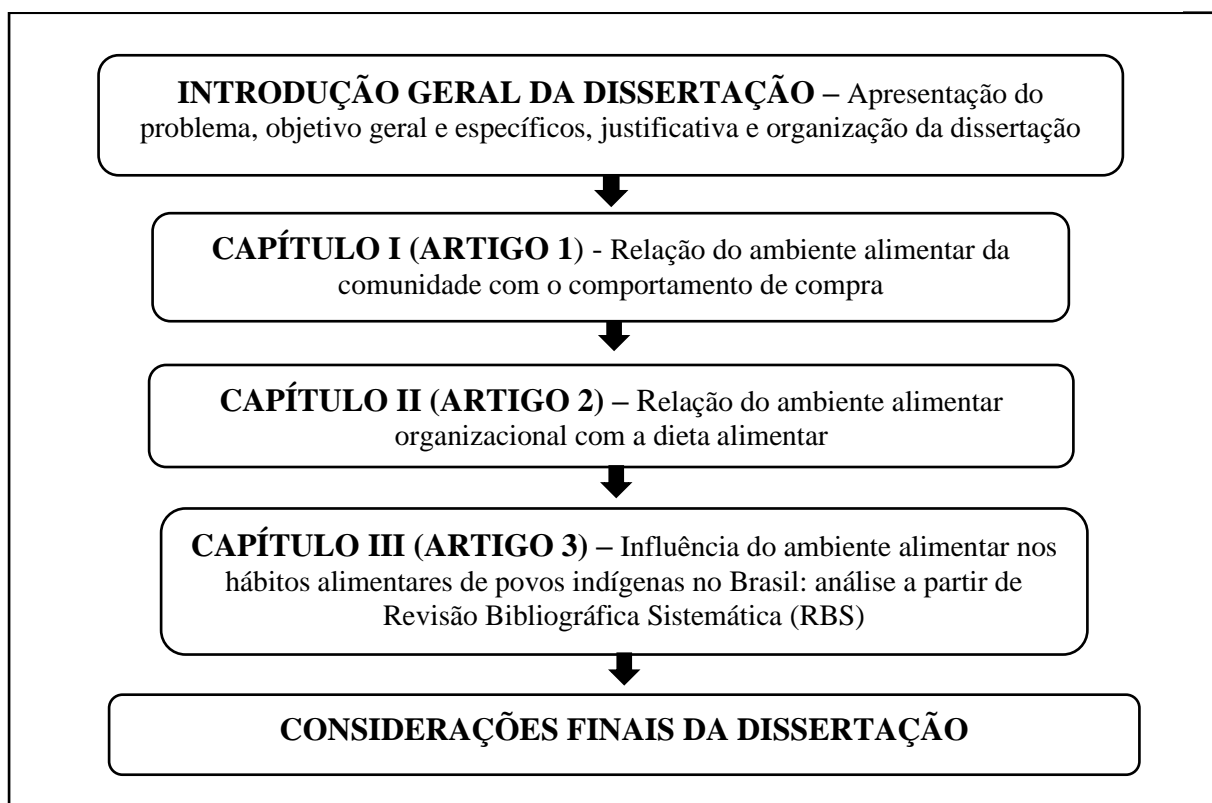 INTRODUÇÃO GERAL DA DISSERTAÇÃO – Apresentação do
problema, objetivo geral e específicos, justificativa e organização da dissertação
CAPÍTULO I (ARTIGO 1) - Relação do ambiente alimentar da
comunidade com o comportamento de compra
CAPÍTULO II (ARTIGO 2) – Relação do ambiente alimentar
organizacional com a dieta alimentar
CAPÍTULO III (ARTIGO 3) – Influência do ambiente alimentar nos
hábitos alimentares de povos indígenas no Brasil: análise a partir de
Revisão Bibliográfica Sistemática (RBS)
CONSIDERAÇÕES FINAIS DA DISSERTAÇÃO